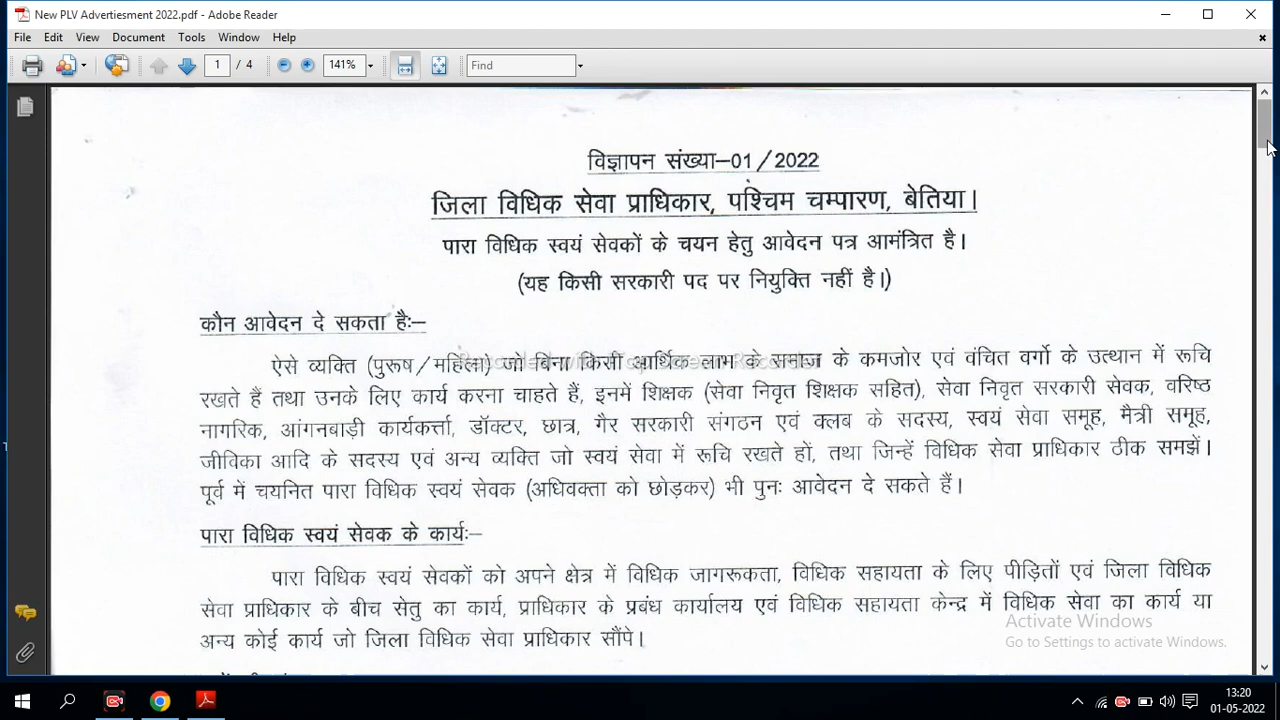 New PLV Advertiesment 2022.pdf - Adobe Reader
File Edit View Document Tools Window Help
1 / 4 141% Find
विज्ञापन संख्या–01/2022
जिला विधिक सेवा प्राधिकार, पश्चिम चम्पारण, बेतिया।
पारा विधिक स्वयं सेवकों के चयन हेतु आवेदन पत्र आमंत्रित है।
(यह किसी सरकारी पद पर नियुक्ति नहीं है।)
कौन आवेदन दे सकता हैः–
ऐसे व्यक्ति (पुरूष/महिला) जो बिना किसी आर्थिक लाभ के समाज के कमजोर एवं वंचित वर्गो के उत्थान में रूचि
रखते हैं तथा उनके लिए कार्य करना चाहते हैं, इनमें शिक्षक (सेवा निवृत शिक्षक सहित), सेवा निवृत सरकारी सेवक, वरिष्ठ
नागरिक, आंगनबाड़ी कार्यकर्त्ता, डॉक्टर, छात्र, गैर सरकारी संगठन एवं क्लब के सदस्य, स्वयं सेवा समूह, मैत्री समूह,
जीविका आदि के सदस्य एवं अन्य व्यक्ति जो स्वयं सेवा में रूचि रखते हों, तथा जिन्हें विधिक सेवा प्राधिकार ठीक समझें।
पूर्व में चयनित पारा विधिक स्वयं सेवक (अधिवक्ता को छोड़कर) भी पुनः आवेदन दे सकते हैं।
पारा विधिक स्वयं सेवक के कार्यः–
पारा विधिक स्वयं सेवकों को अपने क्षेत्र में विधिक जागरूकता, विधिक सहायता के लिए पीड़ितों एवं जिला विधिक
सेवा प्राधिकार के बीच सेतु का कार्य, प्राधिकार के प्रबंध कार्यालय एवं विधिक सहायता केन्द्र में विधिक सेवा का कार्य या
अन्य कोई कार्य जो जिला विधिक सेवा प्राधिकार सौंपे।
Activate Windows
Go to Settings to activate Windows.
13:20
01-05-2022